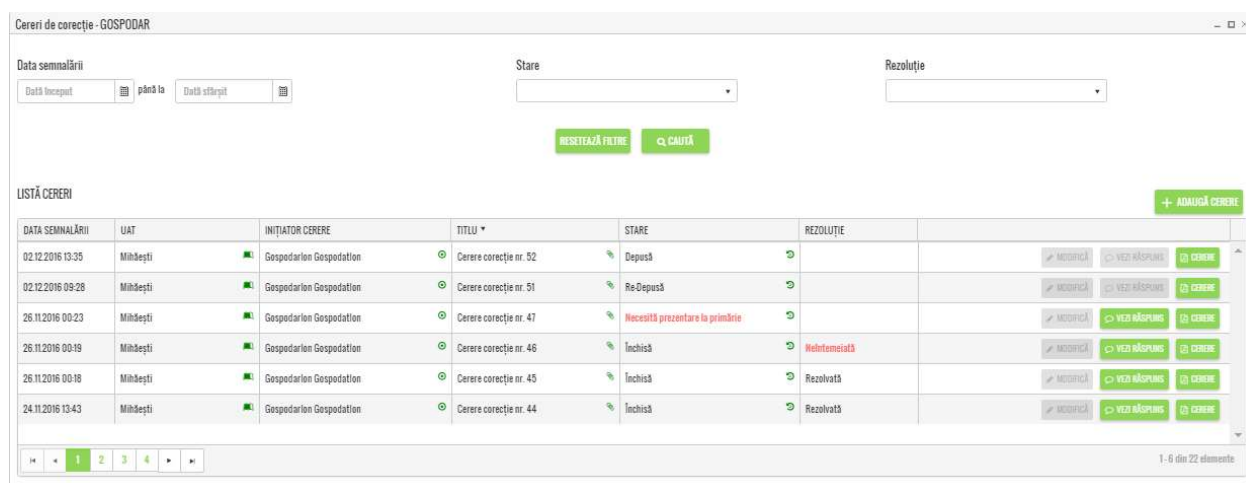 Cereri de corecție - GOSPODAR
Data semnalării Stare Rezoluție
Dată început până la Dată sfârșit
RESETEAZĂ FILTRE CAUTĂ
LISTĂ CERERI
+ ADAUGĂ CERERE
DATA SEMNALĂRII UAT INIȚIATOR CERERE TITLU STARE REZOLUȚIE
02.12.2016 13:35 Mihăești GospodarIon GospodatIon Cerere corecție nr. 52 Depusă MODIFICĂ VEZI RĂSPUNS CERERE
02.12.2016 09:28 Mihăești GospodarIon GospodatIon Cerere corecție nr. 51 Re-Depusă MODIFICĂ VEZI RĂSPUNS CERERE
26.11.2016 00:23 Mihăești GospodarIon GospodatIon Cerere corecție nr. 47 Necesită prezentare la primărie MODIFICĂ VEZI RĂSPUNS CERERE
26.11.2016 00:19 Mihăești GospodarIon GospodatIon Cerere corecție nr. 46 Închisă Neîntemeiată MODIFICĂ VEZI RĂSPUNS CERERE
26.11.2016 00:18 Mihăești GospodarIon GospodatIon Cerere corecție nr. 45 Închisă Rezolvată MODIFICĂ VEZI RĂSPUNS CERERE
24.11.2016 13:43 Mihăești GospodarIon GospodatIon Cerere corecție nr. 44 Închisă Rezolvată MODIFICĂ VEZI RĂSPUNS CERERE
1 2 3 4 1 - 6 din 22 elemente